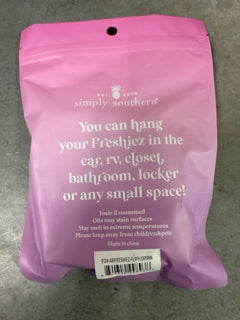 EST. 2005
simply southern®
You can hang
your Freshiez in the
car, rv, closet,
bathroom, locker
or any small space!
Toxic if consumed
Oils may stain surfaces
May melt in extreme temperatures
Please keep away from children&pets
Made in china